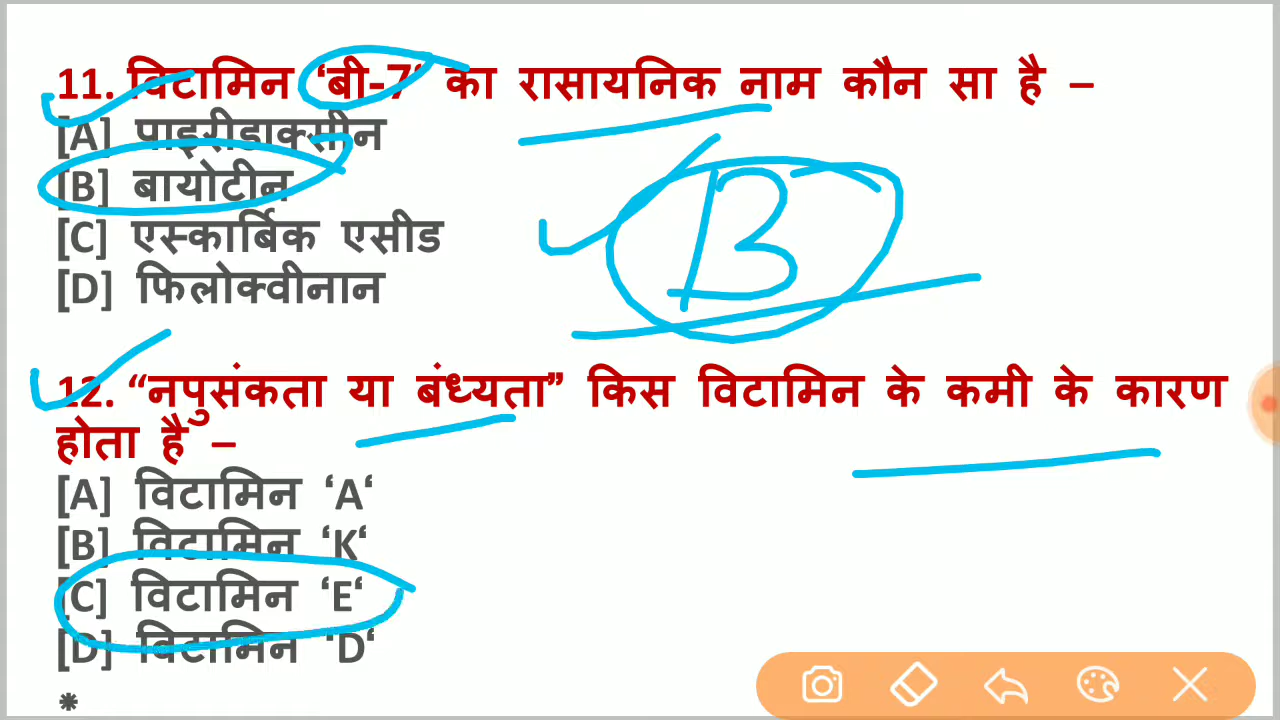 11. विटामिन ‘बी-7‘ का रासायनिक नाम कौन सा है –
[A] पाइरीडाक्सीन
[B] बायोटीन
[C] एस्कार्बिक एसीड
[D] फिलोक्वीनान
B
12. “नपुसंकता या बंध्यता” किस विटामिन के कमी के कारण
होता है –
[A] विटामिन ‘A‘
[B] विटामिन ‘K‘
[C] विटामिन ‘E‘
[D] विटामिन ‘D‘